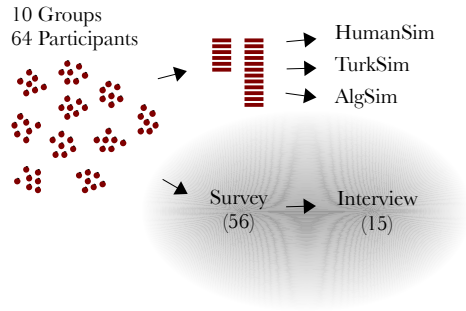 10 Groups
64 Participants
HumanSim
TurkSim
AlgSim
Survey
(56)
Interview
(15)